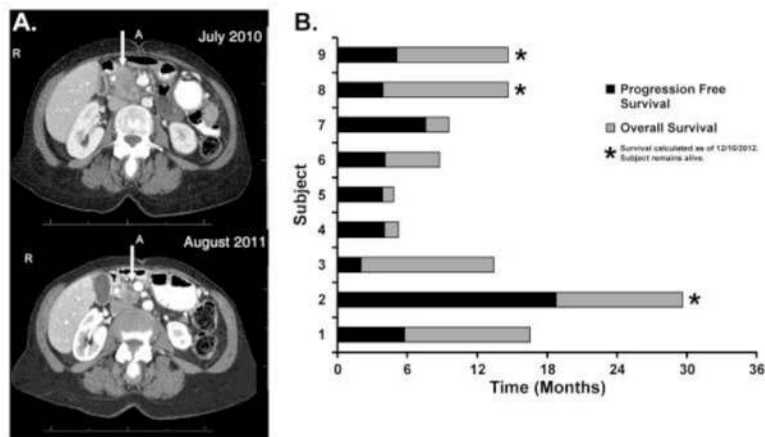 A.
July 2010
A
R
August 2011
A
R
B.
9
8
7
6
5
4
3
2
1
Subject
*
*
*
0 6 12 18 24 30 36
Time (Months)
Progression Free
Survival
Overall Survival
* Survival calculated as of 12/10/2012.
Subject remains alive.